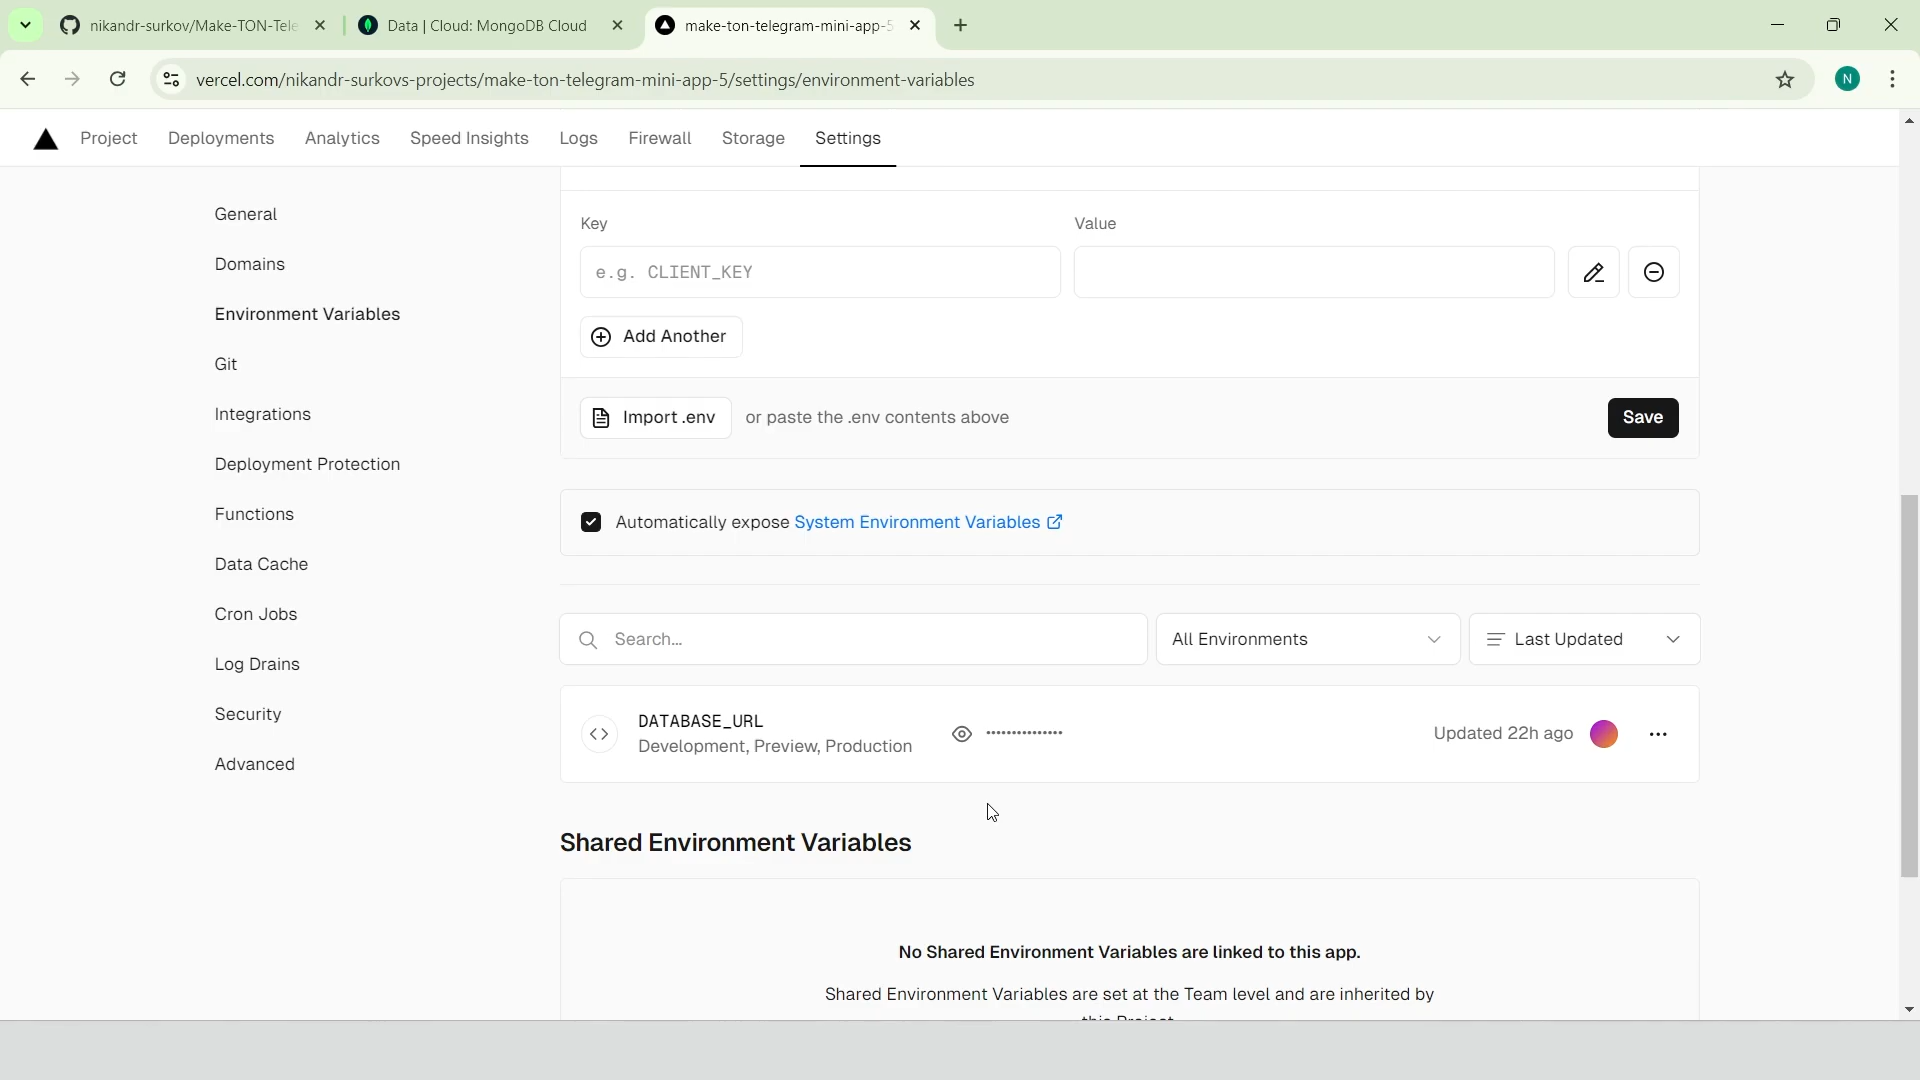 nikandr-surkov/Make-TON-Tele
Data | Cloud: MongoDB Cloud
make-ton-telegram-mini-app-5
vercel.com/nikandr-surkovs-projects/make-ton-telegram-mini-app-5/settings/environment-variables
N
Project
Deployments
Analytics
Speed Insights
Logs
Firewall
Storage
Settings
General
Domains
Environment Variables
Git
Integrations
Deployment Protection
Functions
Data Cache
Cron Jobs
Log Drains
Security
Advanced
Key
Value
e.g. CLIENT_KEY
Add Another
Import .env
or paste the .env contents above
Save
Automatically expose System Environment Variables
Search...
All Environments
Last Updated
DATABASE_URL
Development, Preview, Production
•••••••••••••••
Updated 22h ago
Shared Environment Variables
No Shared Environment Variables are linked to this app.
Shared Environment Variables are set at the Team level and are inherited by
this Project